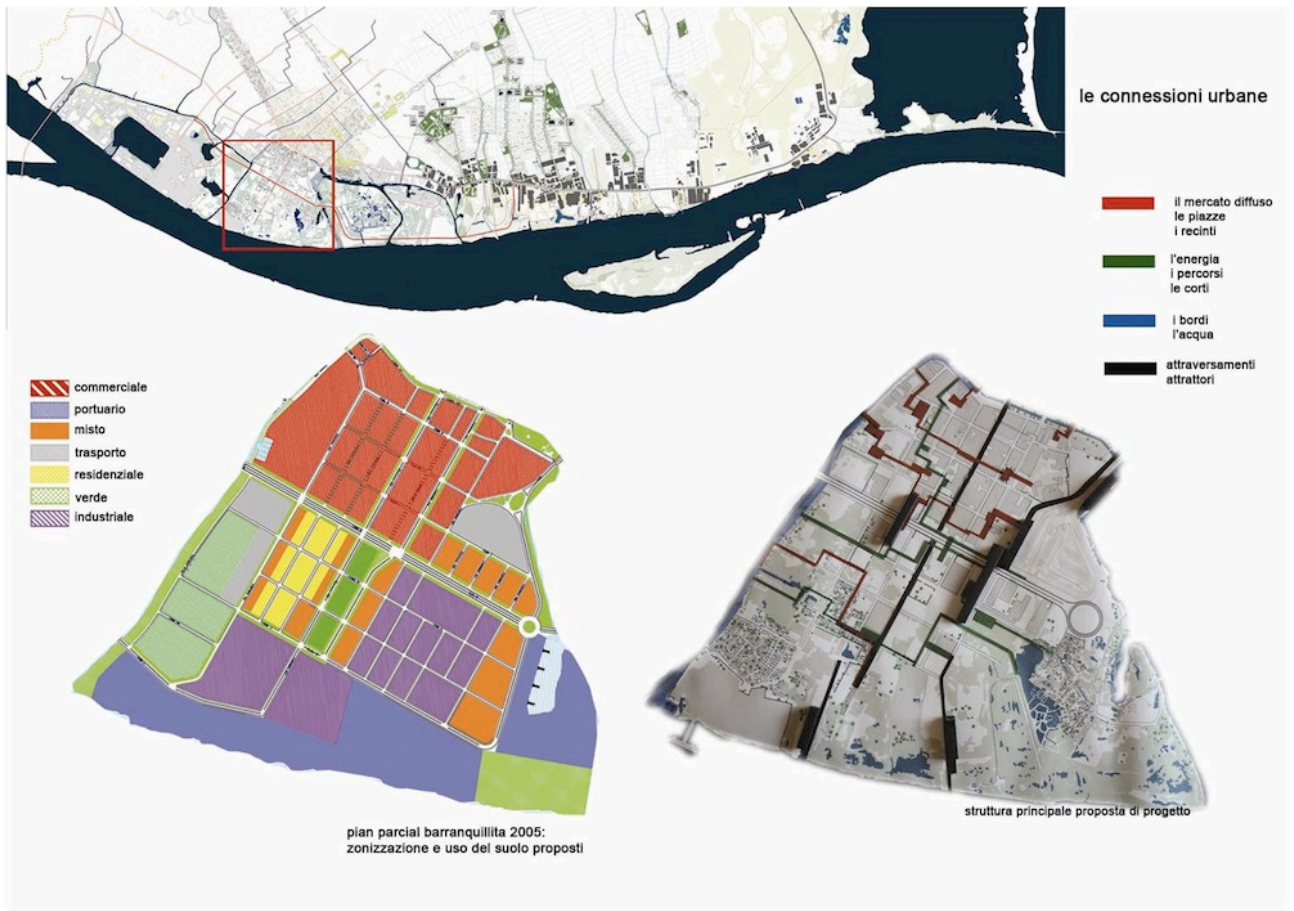 le connessioni urbane
il mercato diffuso
le piazze
i recinti
l'energia
i percorsi
le corti
i bordi
l'acqua
attraversamenti
attrattori
commerciale
portuario
misto
trasporto
residenziale
verde
industriale
pian parcial barranquillita 2005:
zonizzazione e uso del suolo proposti
struttura principale proposta di progetto